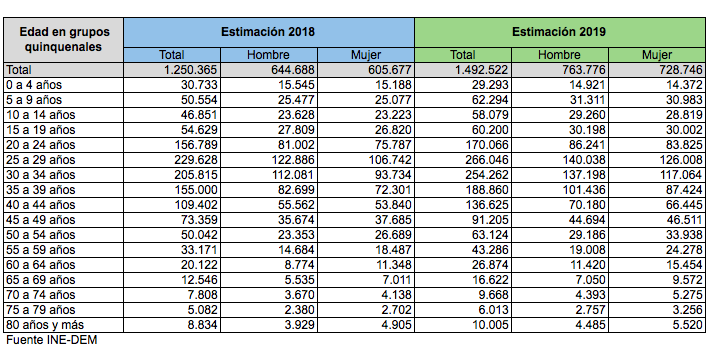 Edad en grupos quinquenales Estimación 2018 Estimación 2019
Total Hombre Mujer Total Hombre Mujer
Total 1.250.365 644.688 605.677 1.492.522 763.776 728.746
0 a 4 años 30.733 15.545 15.188 29.293 14.921 14.372
5 a 9 años 50.554 25.477 25.077 62.294 31.311 30.983
10 a 14 años 46.851 23.628 23.223 58.079 29.260 28.819
15 a 19 años 54.629 27.809 26.820 60.200 30.198 30.002
20 a 24 años 156.789 81.002 75.787 170.066 86.241 83.825
25 a 29 años 229.628 122.886 106.742 266.046 140.038 126.008
30 a 34 años 205.815 112.081 93.734 254.262 137.198 117.064
35 a 39 años 155.000 82.699 72.301 188.860 101.436 87.424
40 a 44 años 109.402 55.562 53.840 136.625 70.180 66.445
45 a 49 años 73.359 35.674 37.685 91.205 44.694 46.511
50 a 54 años 50.042 23.353 26.689 63.124 29.186 33.938
55 a 59 años 33.171 14.684 18.487 43.286 19.008 24.278
60 a 64 años 20.122 8.774 11.348 26.874 11.420 15.454
65 a 69 años 12.546 5.535 7.011 16.622 7.050 9.572
70 a 74 años 7.808 3.670 4.138 9.668 4.393 5.275
75 a 79 años 5.082 2.380 2.702 6.013 2.757 3.256
80 años y más 8.834 3.929 4.905 10.005 4.485 5.520
Fuente INE-DEM